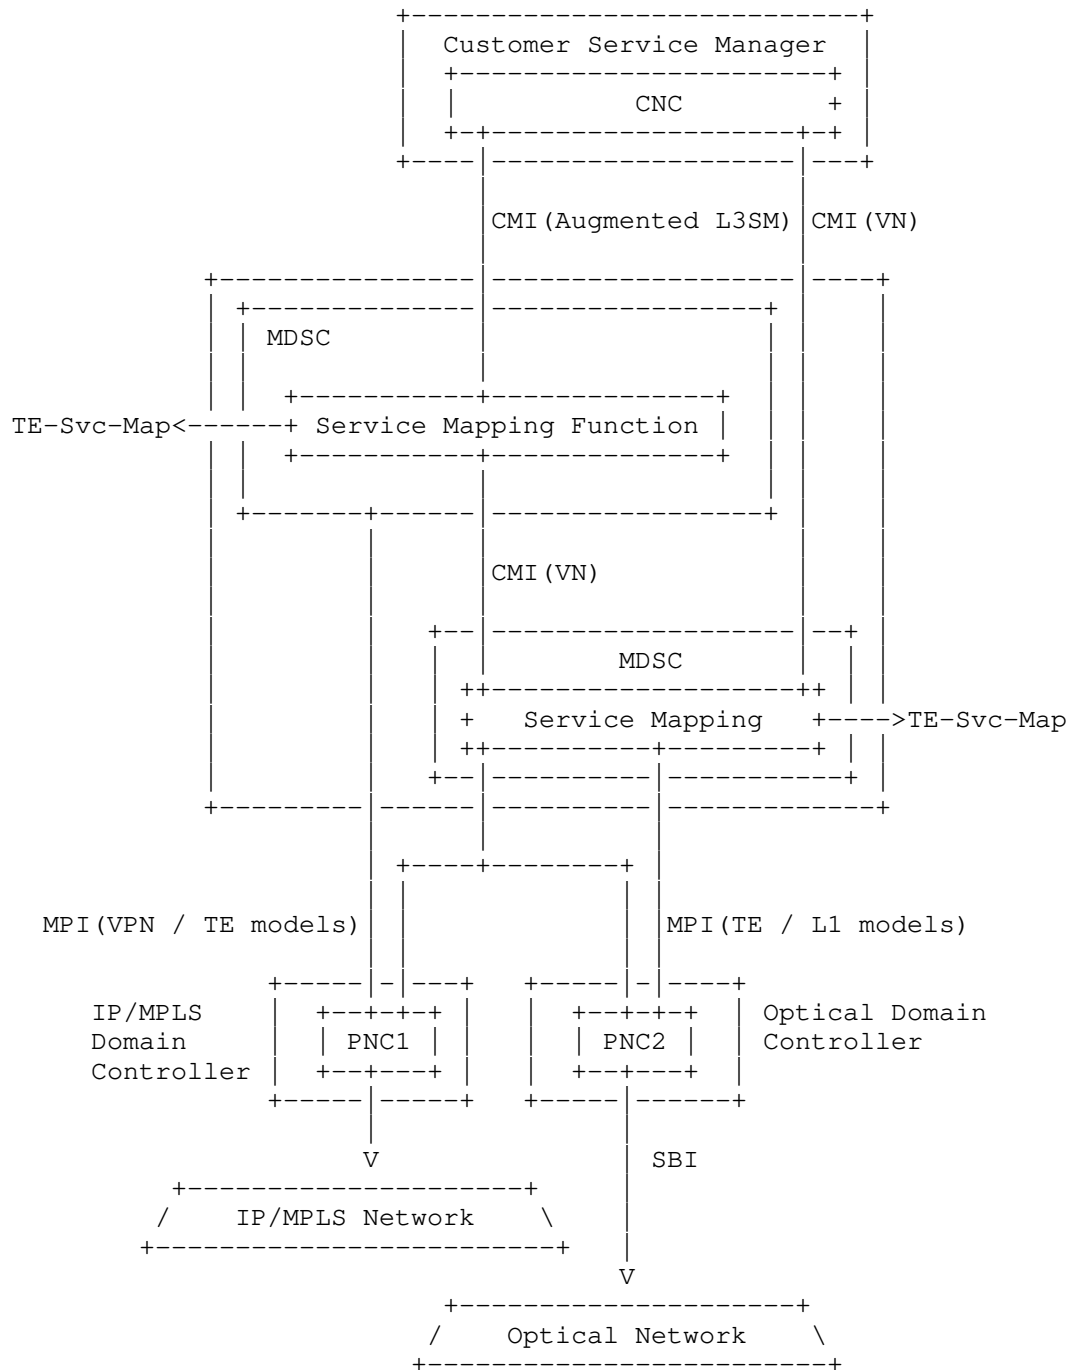 Customer Service Manager
CNC
CMI(Augmented L3SM) CMI(VN)
MDSC
TE-Svc-Map<------+ Service Mapping Function
CMI(VN)
MDSC
Service Mapping +---->TE-Svc-Map
MPI(VPN / TE models) MPI(TE / L1 models)
IP/MPLS Optical Domain
Domain PNC1 PNC2 Controller
Controller
V SBI
IP/MPLS Network
V
Optical Network